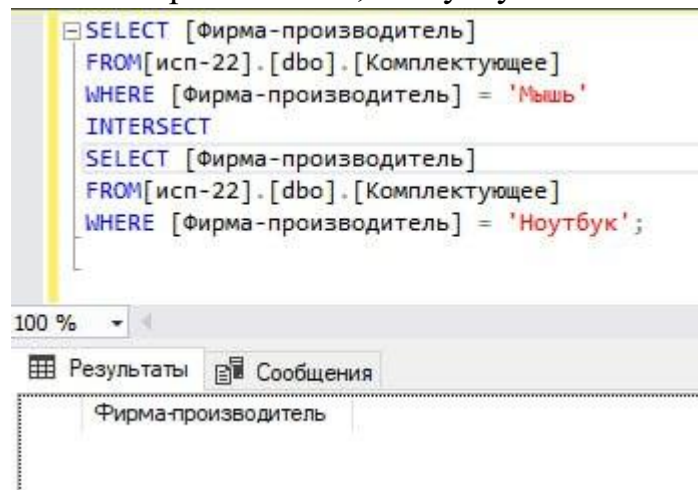 SELECT [Фирма-производитель]
FROM[исп-22].[dbo].[Комплектующее]
WHERE [Фирма-производитель] = 'Мышь'
INTERSECT
SELECT [Фирма-производитель]
FROM[исп-22].[dbo].[Комплектующее]
WHERE [Фирма-производитель] = 'Ноутбук';
100 %
Результаты Сообщения
Фирма-производитель